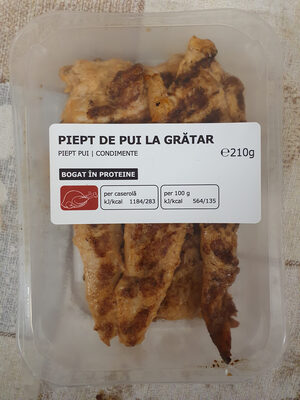 PIEPT DE PUI LA GRĂTAR
PIEPT PUI | CONDIMENTE
℮210g
BOGAT ÎN PROTEINE
per caserolă
kJ/kcal 1184/283
per 100 g
kJ/kcal 564/135